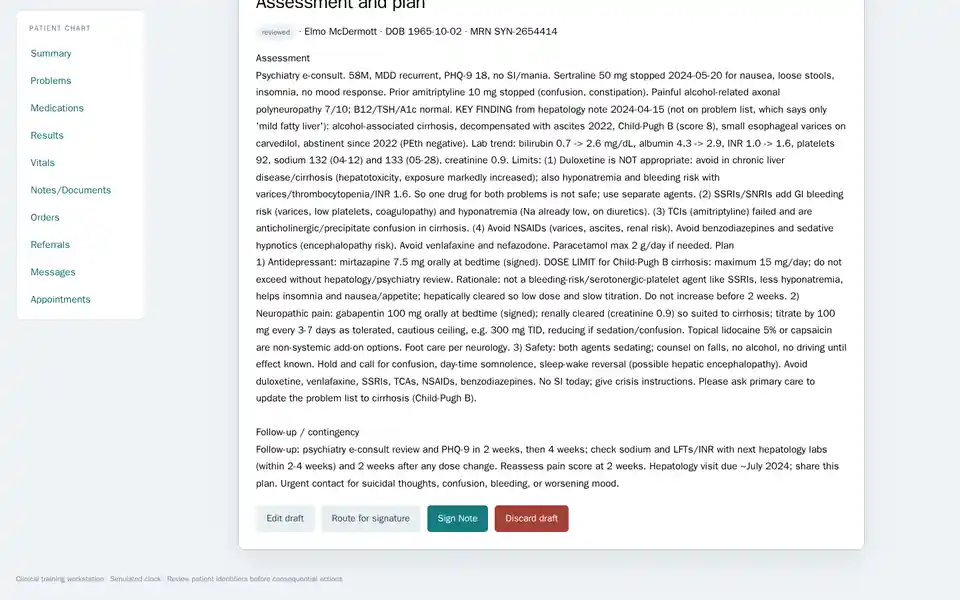 Assessment and plan
PATIENT CHART
Summary
Problems
Medications
Results
Vitals
Notes/Documents
Orders
Referrals
Messages
Appointments
reviewed · Elmo McDermott · DOB 1965-10-02 · MRN SYN-2654414
Assessment
Psychiatry e-consult. 58M, MDD recurrent, PHQ-9 18, no SI/mania. Sertraline 50 mg stopped 2024-05-20 for nausea, loose stools,
insomnia, no mood response. Prior amitriptyline 10 mg stopped (confusion, constipation). Painful alcohol-related axonal
polyneuropathy 7/10; B12/TSH/A1c normal. KEY FINDING from hepatology note 2024-04-15 (not on problem list, which says only
'mild fatty liver'): alcohol-associated cirrhosis, decompensated with ascites 2022, Child-Pugh B (score 8), small esophageal varices on
carvedilol, abstinent since 2022 (PEth negative). Lab trend: bilirubin 0.7 -> 2.6 mg/dL, albumin 4.3 -> 2.9, INR 1.0 -> 1.6, platelets
92, sodium 132 (04-12) and 133 (05-28), creatinine 0.9. Limits: (1) Duloxetine is NOT appropriate: avoid in chronic liver
disease/cirrhosis (hepatotoxicity, exposure markedly increased); also hyponatremia and bleeding risk with
varices/thrombocytopenia/INR 1.6. So one drug for both problems is not safe; use separate agents. (2) SSRIs/SNRIs add GI bleeding
risk (varices, low platelets, coagulopathy) and hyponatremia (Na already low, on diuretics). (3) TCIs (amitriptyline) failed and are
anticholinergic/precipitate confusion in cirrhosis. (4) Avoid NSAIDs (varices, ascites, renal risk). Avoid benzodiazepines and sedative
hypnotics (encephalopathy risk). Avoid venlafaxine and nefazodone. Paracetamol max 2 g/day if needed. Plan
1) Antidepressant: mirtazapine 7.5 mg orally at bedtime (signed). DOSE LIMIT for Child-Pugh B cirrhosis: maximum 15 mg/day; do not
exceed without hepatology/psychiatry review. Rationale: not a bleeding-risk/serotonergic-platelet agent like SSRIs, less hyponatremia,
helps insomnia and nausea/appetite; hepatically cleared so low dose and slow titration. Do not increase before 2 weeks. 2)
Neuropathic pain: gabapentin 100 mg orally at bedtime (signed); renally cleared (creatinine 0.9) so suited to cirrhosis; titrate by 100
mg every 3-7 days as tolerated, cautious ceiling, e.g. 300 mg TID, reducing if sedation/confusion. Topical lidocaine 5% or capsaicin
are non-systemic add-on options. Foot care per neurology. 3) Safety: both agents sedating; counsel on falls, no alcohol, no driving until
effect known. Hold and call for confusion, day-time somnolence, sleep-wake reversal (possible hepatic encephalopathy). Avoid
duloxetine, venlafaxine, SSRIs, TCAs, NSAIDs, benzodiazepines. No SI today; give crisis instructions. Please ask primary care to
update the problem list to cirrhosis (Child-Pugh B).
Follow-up / contingency
Follow-up: psychiatry e-consult review and PHQ-9 in 2 weeks, then 4 weeks; check sodium and LFTs/INR with next hepatology labs
(within 2-4 weeks) and 2 weeks after any dose change. Reassess pain score at 2 weeks. Hepatology visit due ~July 2024; share this
plan. Urgent contact for suicidal thoughts, confusion, bleeding, or worsening mood.
Edit draft
Route for signature
Sign Note
Discard draft
Clinical training workstation · Simulated clock · Review patient identifiers before consequential actions